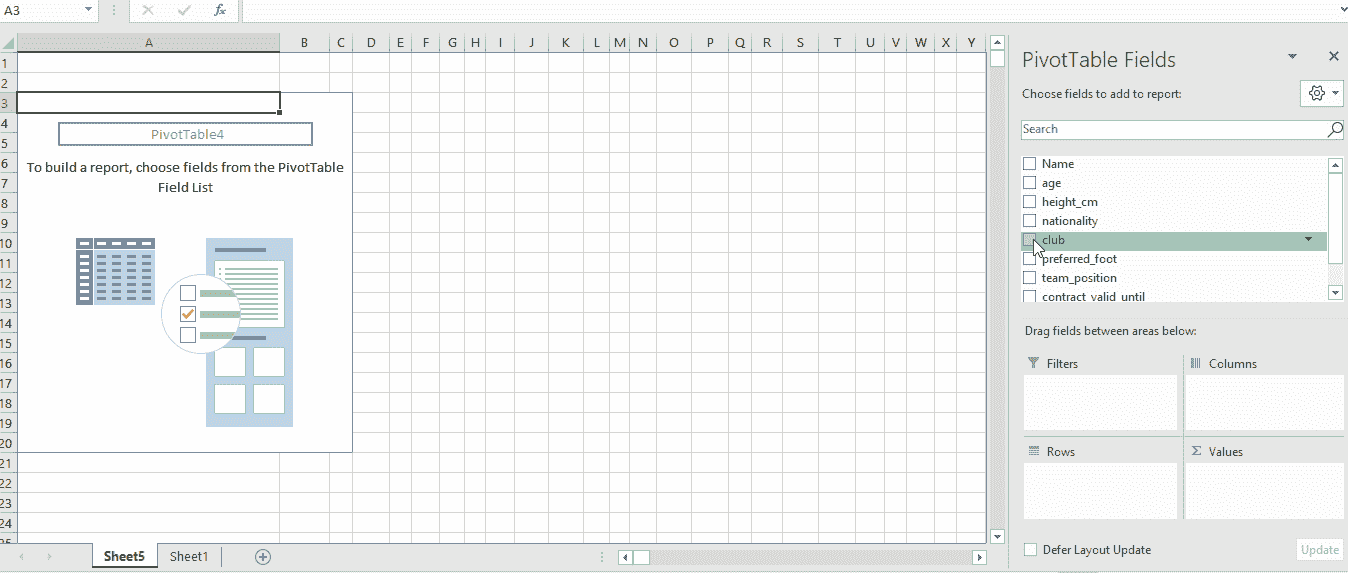 A3
fx
A B C D E F G H I J K L M N O P Q R S T U V W X Y
1
2
3
4
5
6
7
8
9
10
11
12
13
14
15
16
17
18
19
20
21
22
23
24
25
PivotTable4
To build a report, choose fields from the PivotTable
Field List
Sheet5 Sheet1
PivotTable Fields
Choose fields to add to report:
Search
Name
age
height_cm
nationality
club
preferred_foot
team_position
contract_valid_until
Drag fields between areas below:
Filters
Columns
Rows
Σ Values
Defer Layout Update
Update